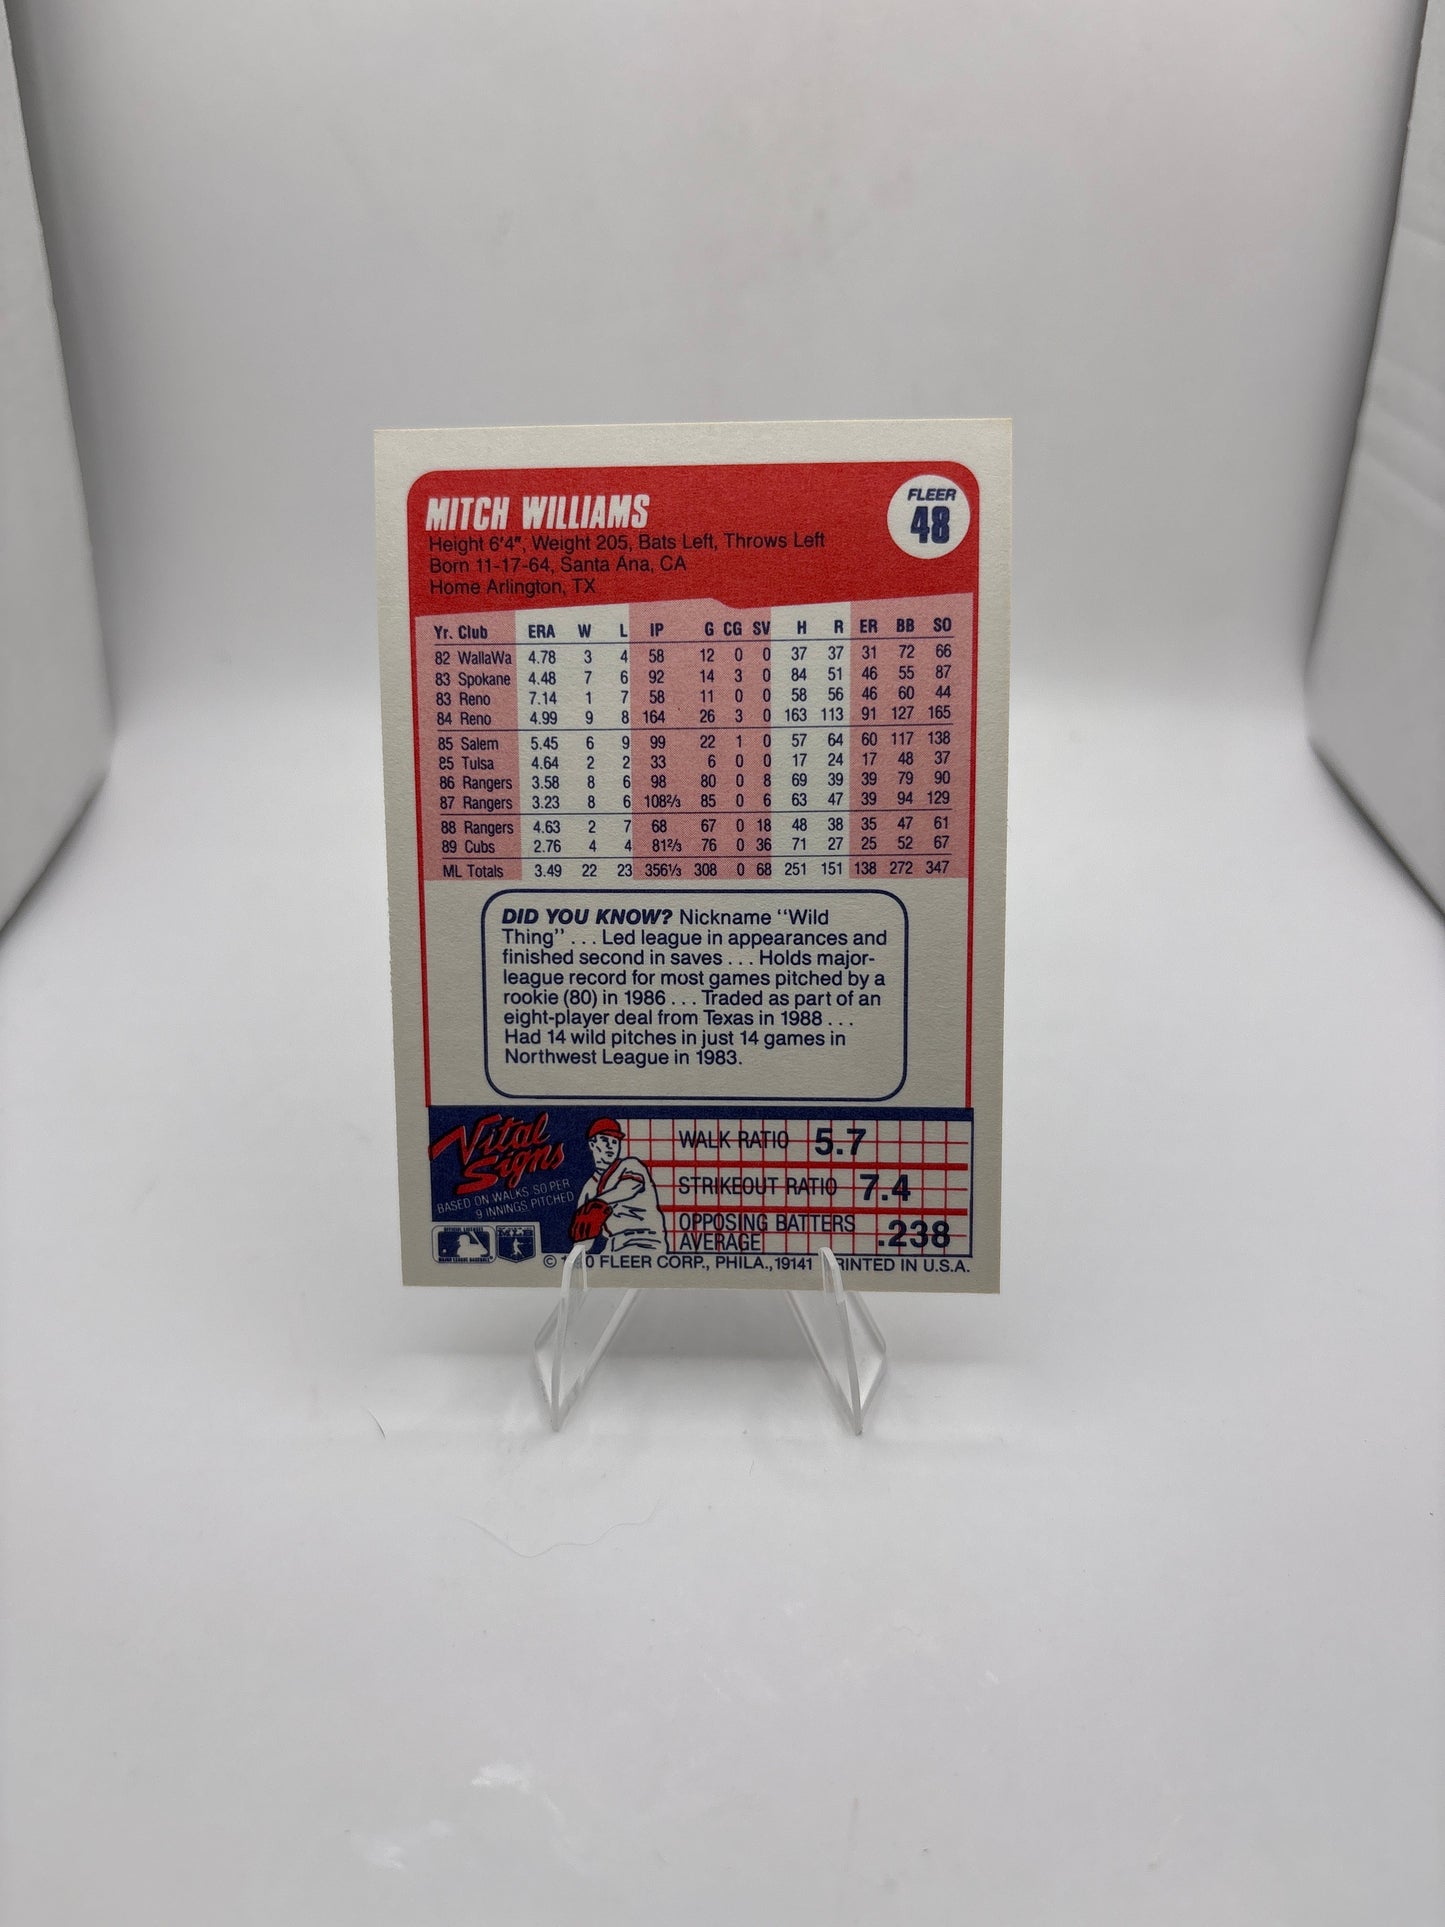 MITCH WILLIAMS
FLEER
48
Height 6'4", Weight 205, Bats Left, Throws Left
Born 11-17-64, Santa Ana, CA
Home Arlington, TX
Yr. Club ERA W L IP G CG SV H R ER BB SO
82 WallaWa 4.78 3 4 58 12 0 0 37 37 31 72 66
83 Spokane 4.48 7 6 92 14 3 0 84 51 46 55 87
83 Reno 7.14 1 7 58 11 0 0 58 56 46 60 44
84 Reno 4.99 9 8 164 26 3 0 163 113 91 127 165
85 Salem 5.45 6 9 99 22 1 0 57 64 60 117 138
85 Tulsa 4.64 2 2 33 6 0 0 17 24 17 48 37
86 Rangers 3.58 8 6 98 80 0 8 69 39 39 79 90
87 Rangers 3.23 8 6 108⅔ 85 0 6 63 47 39 94 129
88 Rangers 4.63 2 7 68 67 0 18 48 38 35 47 61
89 Cubs 2.76 4 4 81⅔ 76 0 36 71 27 25 52 67
ML Totals 3.49 22 23 356⅓ 308 0 68 251 151 138 272 347
DID YOU KNOW? Nickname "Wild
Thing" ... Led league in appearances and
finished second in saves ... Holds major-
league record for most games pitched by a
rookie (80) in 1986 ... Traded as part of an
eight-player deal from Texas in 1988 ...
Had 14 wild pitches in just 14 games in
Northwest League in 1983.
Vital
Signs
BASED ON WALKS, SO PER
9 INNINGS PITCHED
WALK RATIO 5.7
STRIKEOUT RATIO 7.4
OPPOSING BATTERS
AVERAGE .238
MAJOR LEAGUE BASEBALL
© FLEER CORP., PHILA., 19141 PRINTED IN U.S.A.